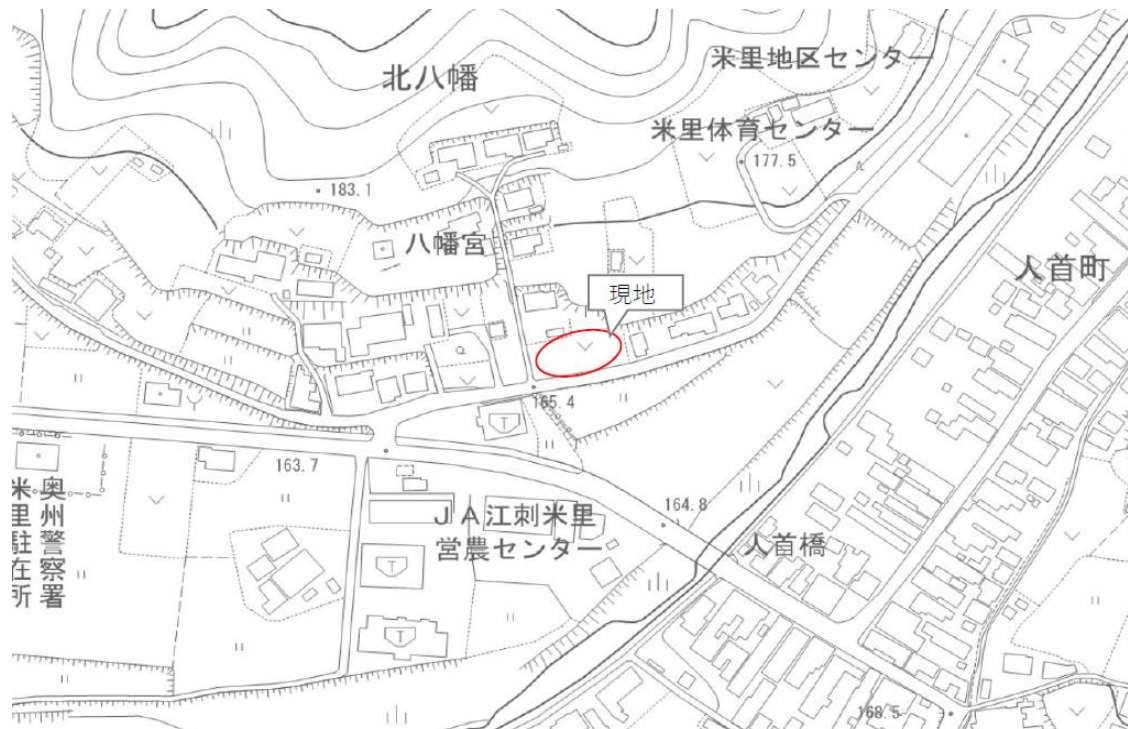 米里地区センター
北八幡
米里体育センター
177.5
183.1
八幡宮
人首町
現地
165.4
163.7
164.8
JA江刺米里
営農センター
人首橋
奥州警察署
米里駐在所
168.5